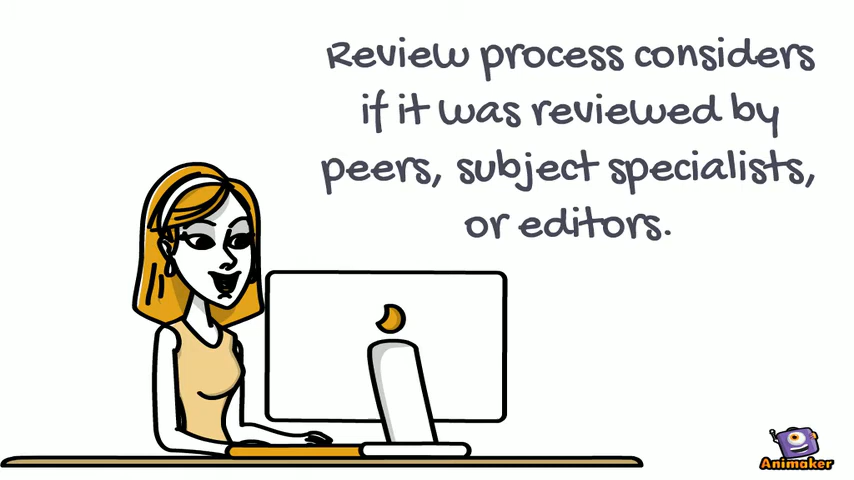 Review process considers
if it was reviewed by
peers, subject specialists,
or editors.
Animaker